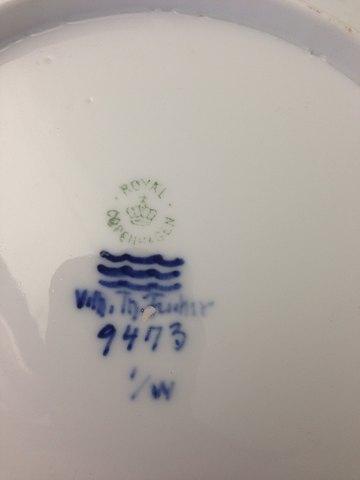 ROYAL
COPENHAGEN
Vilh. Th. Fischer
9473